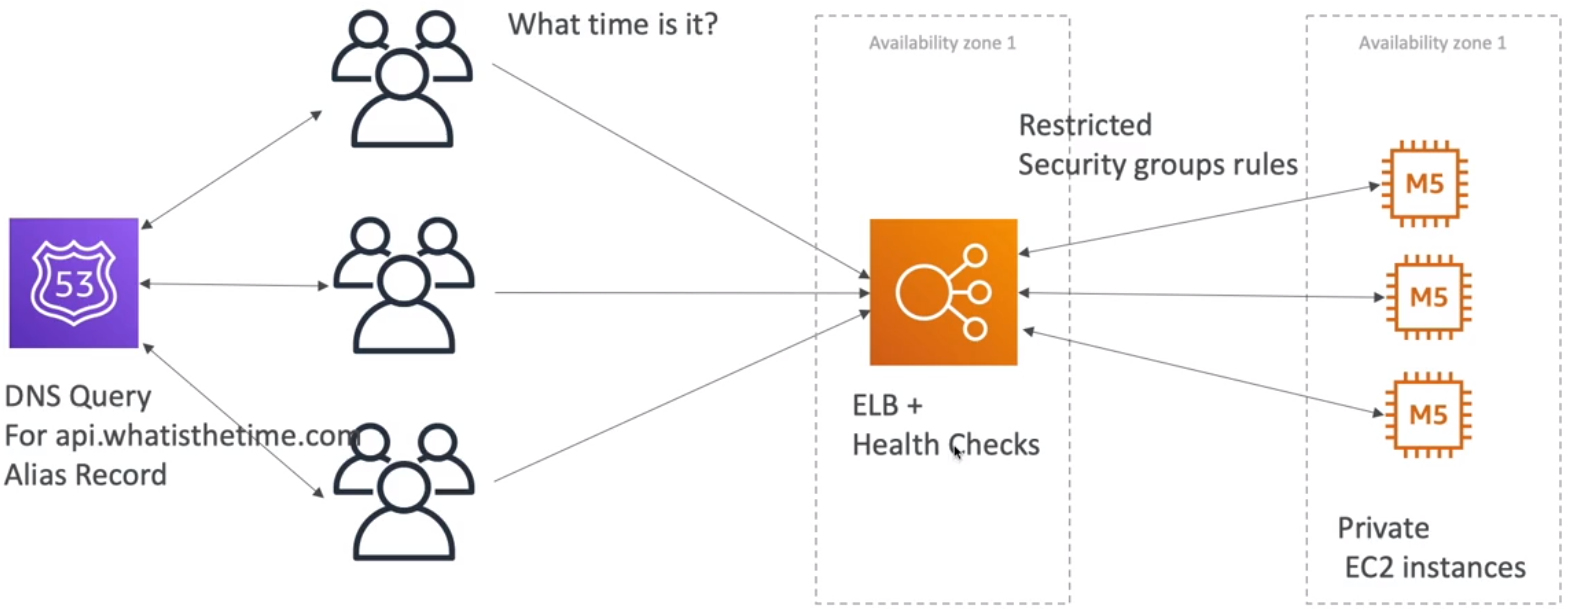 What time is it?
Availability zone 1
Availability zone 1
Restricted
Security groups rules
M5
53
M5
M5
DNS Query
For api.whatisthetime.com
Alias Record
ELB +
Health Checks
Private
EC2 instances